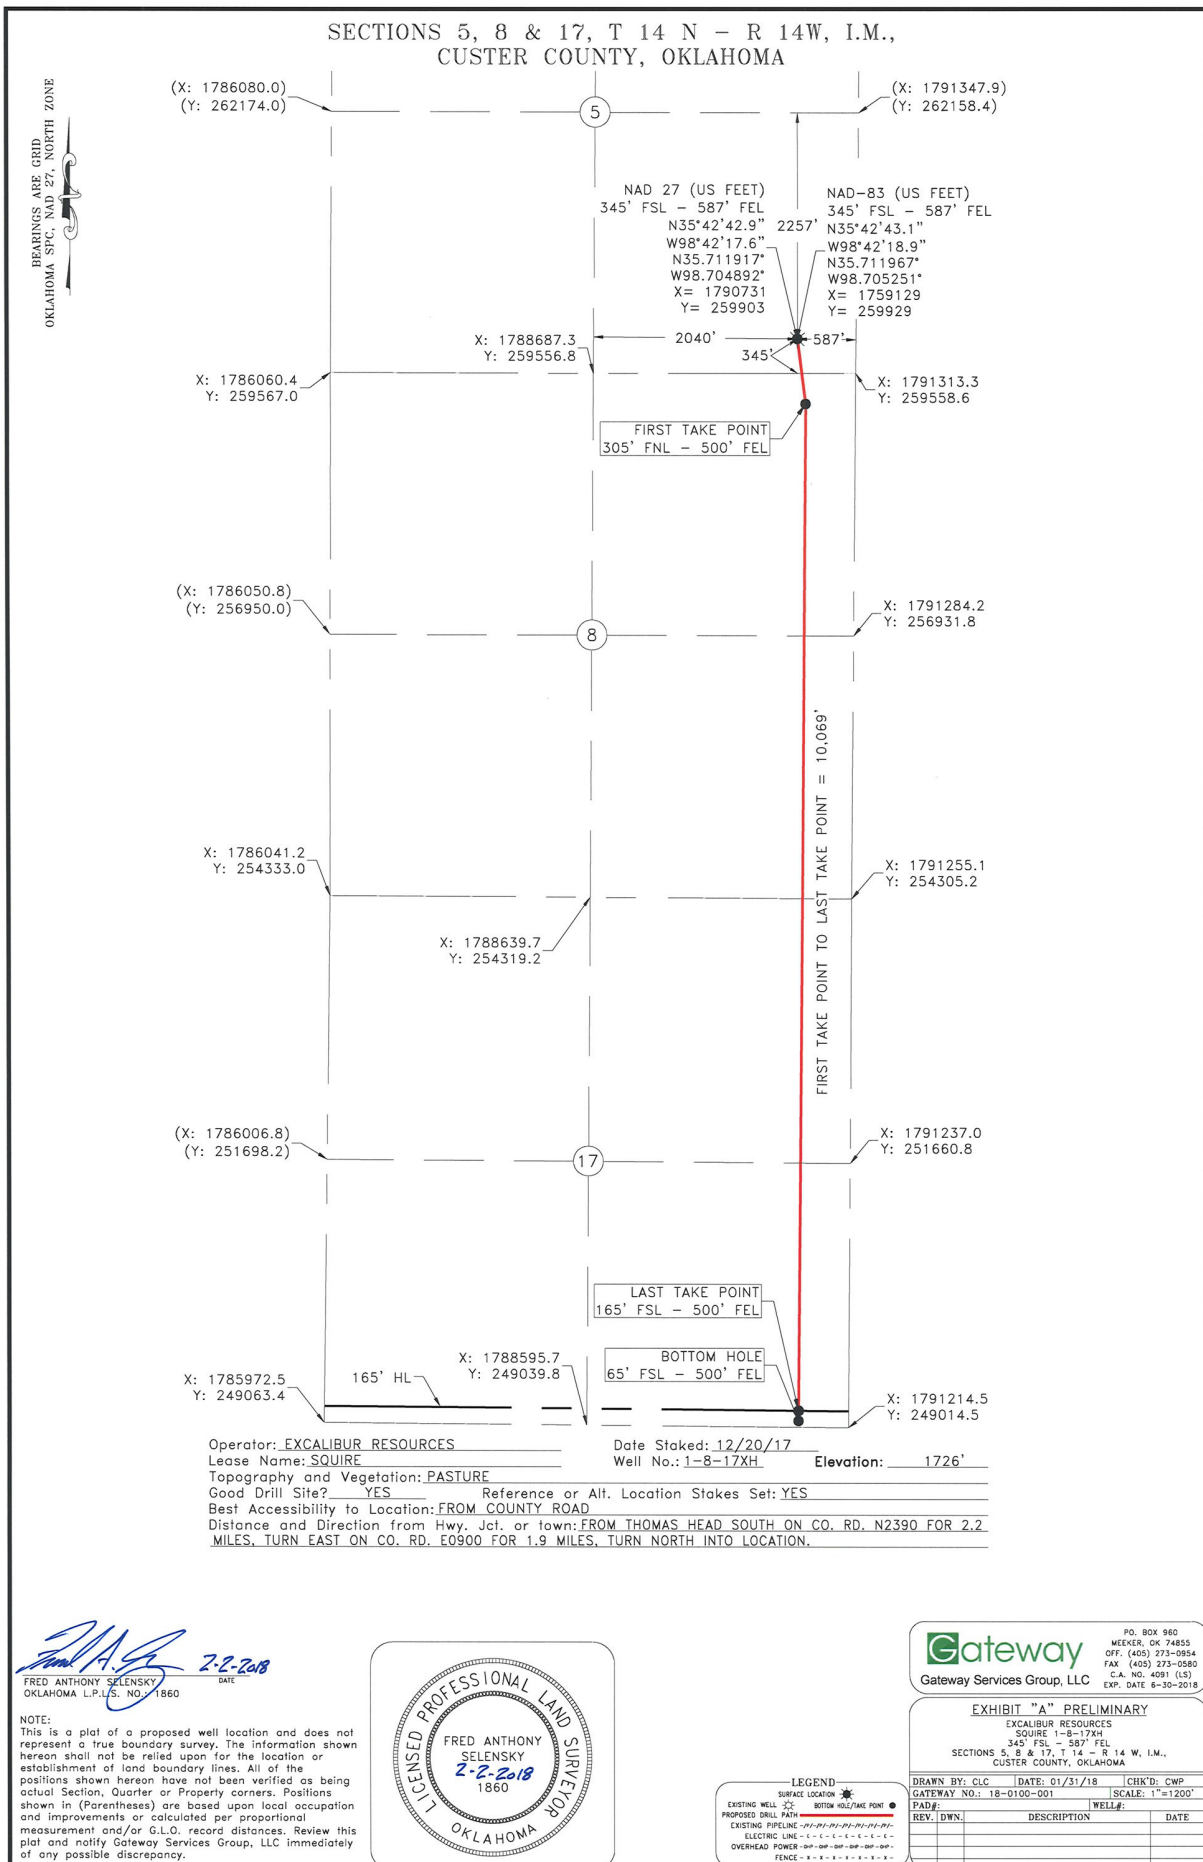 SECTIONS 5, 8 & 17, T 14 N - R 14W, I.M.,
CUSTER COUNTY, OKLAHOMA
BEARINGS ARE GRID
OKLAHOMA SPC, NAD 27, NORTH ZONE
(X: 1786080.0)
(Y: 262174.0)
5
(X: 1791347.9)
(Y: 262158.4)
NAD 27 (US FEET)
345' FSL - 587' FEL
N35°42'42.9"
W98°42'17.6"
N35.711917°
W98.704892°
X= 1790731
Y= 259903
2257'
NAD-83 (US FEET)
345' FSL - 587' FEL
N35°42'43.1"
W98°42'18.9"
N35.711967°
W98.705251°
X= 1759129
Y= 259929
X: 1788687.3
Y: 259556.8
2040'
587'
345'
X: 1786060.4
Y: 259567.0
X: 1791313.3
Y: 259558.6
FIRST TAKE POINT
305' FNL - 500' FEL
(X: 1786050.8)
(Y: 256950.0)
8
X: 1791284.2
Y: 256931.8
FIRST TAKE POINT TO LAST TAKE POINT = 10,069'
X: 1786041.2
Y: 254333.0
X: 1791255.1
Y: 254305.2
X: 1788639.7
Y: 254319.2
(X: 1786006.8)
(Y: 251698.2)
17
X: 1791237.0
Y: 251660.8
LAST TAKE POINT
165' FSL - 500' FEL
BOTTOM HOLE
65' FSL - 500' FEL
X: 1785972.5
Y: 249063.4
165' HL
X: 1788595.7
Y: 249039.8
X: 1791214.5
Y: 249014.5
Operator: EXCALIBUR RESOURCES Date Staked: 12/20/17
Lease Name: SQUIRE Well No.: 1-8-17XH Elevation: 1726'
Topography and Vegetation: PASTURE
Good Drill Site? YES Reference or Alt. Location Stakes Set: YES
Best Accessibility to Location: FROM COUNTY ROAD
Distance and Direction from Hwy. Jct. or town: FROM THOMAS HEAD SOUTH ON CO. RD. N2390 FOR 2.2
MILES, TURN EAST ON CO. RD. E0900 FOR 1.9 MILES, TURN NORTH INTO LOCATION.
2-2-2018
FRED ANTHONY SELENSKY DATE
OKLAHOMA L.P.L.S. NO.: 1860
NOTE:
This is a plat of a proposed well location and does not
represent a true boundary survey. The information shown
hereon shall not be relied upon for the location or
establishment of land boundary lines. All of the
positions shown hereon have not been verified as being
actual Section, Quarter or Property corners. Positions
shown in (Parentheses) are based upon local occupation
and improvements or calculated per proportional
measurement and/or G.L.O. record distances. Review this
plat and notify Gateway Services Group, LLC immediately
of any possible discrepancy.
LICENSED PROFESSIONAL LAND SURVEYOR
FRED ANTHONY
SELENSKY
2-2-2018
1860
OKLAHOMA
LEGEND
SURFACE LOCATION
EXISTING WELL BOTTOM HOLE/TAKE POINT
PROPOSED DRILL PATH
EXISTING PIPELINE
ELECTRIC LINE
OVERHEAD POWER
FENCE
Gateway
Gateway Services Group, LLC
PO. BOX 960
MEEKER, OK 74855
OFF. (405) 273-0954
FAX (405) 273-0580
C.A. NO. 4091 (LS)
EXP. DATE 6-30-2018
EXHIBIT "A" PRELIMINARY
EXCALIBUR RESOURCES
SQUIRE 1-8-17XH
345' FSL - 587' FEL
SECTIONS 5, 8 & 17, T 14 - R 14 W, I.M.,
CUSTER COUNTY, OKLAHOMA
DRAWN BY: CLC DATE: 01/31/18 CHK'D: CWP
GATEWAY NO.: 18-0100-001 SCALE: 1"=1200'
PAD#: WELL#:
REV. DWN. DESCRIPTION DATE